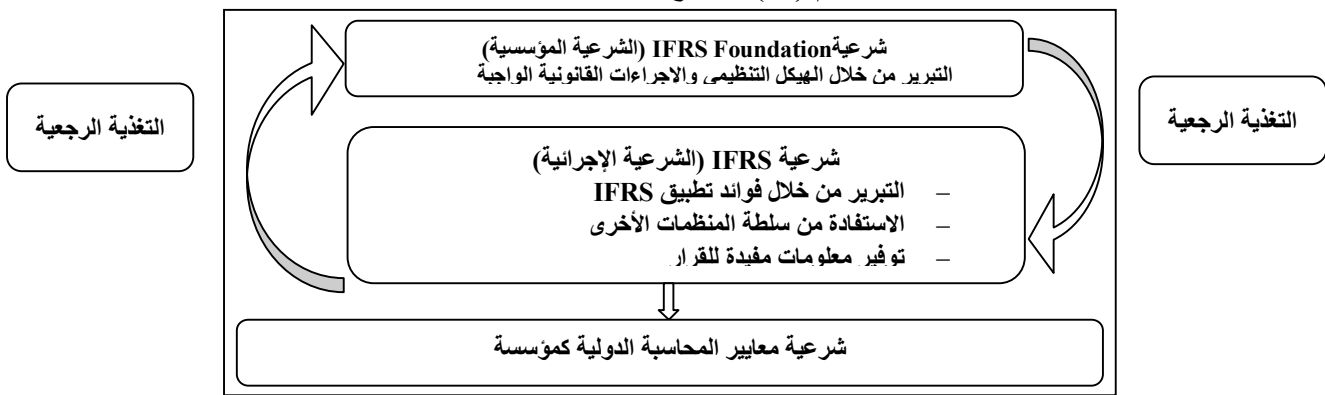 شرعية IFRS Foundation (الشرعية المؤسسية)
التبرير من خلال الهيكل التنظيمي والاجراءات القانونية الواجبة
التغذية الرجعية
التغذية الرجعية
شرعية IFRS (الشرعية الإجرائية)
– التبرير من خلال فوائد تطبيق IFRS
– الاستفادة من سلطة المنظمات الأخرى
– توفير معلومات مفيدة للقرار
شرعية معايير المحاسبة الدولية كمؤسسة